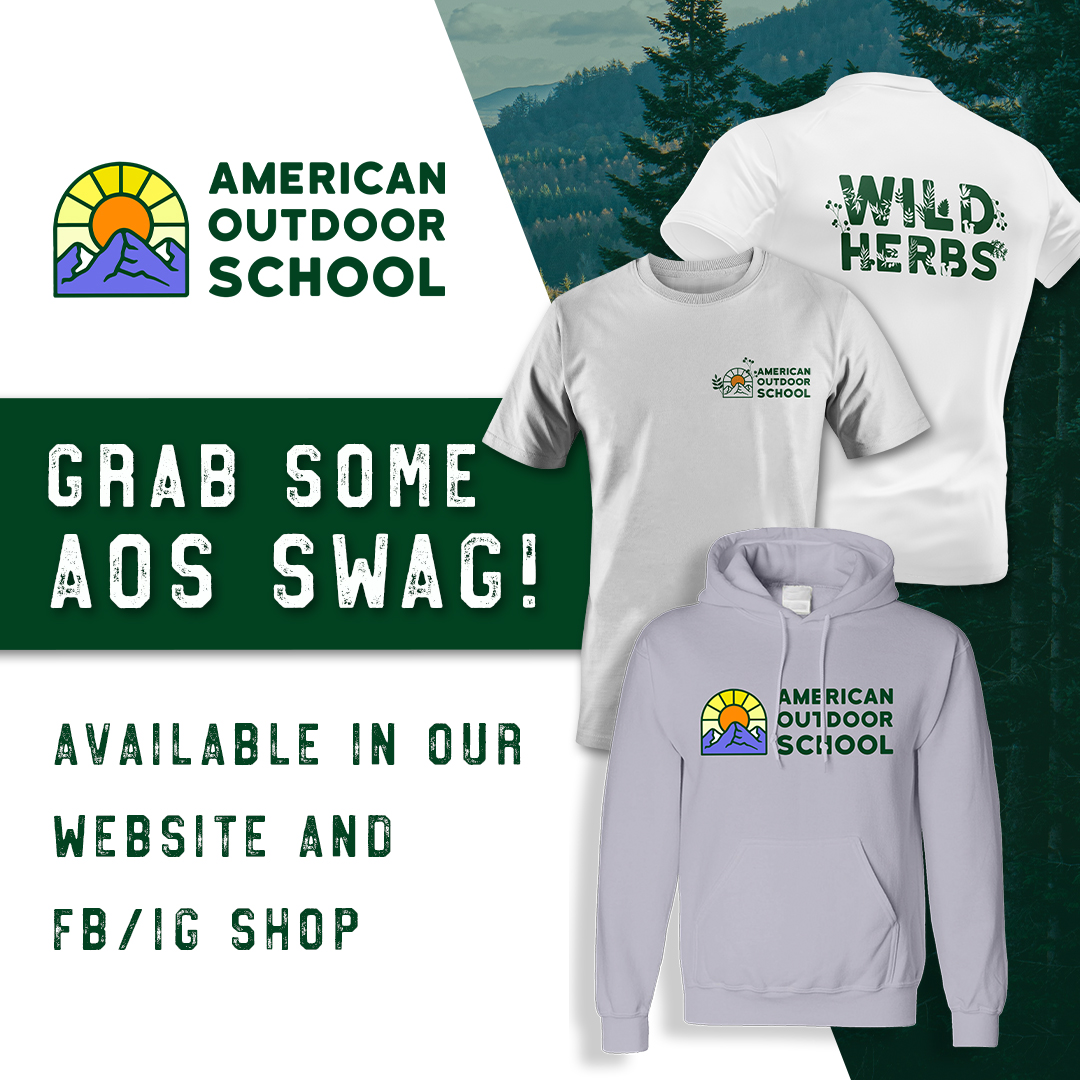 AMERICAN
OUTDOOR
SCHOOL
WILD
HERBS
AMERICAN
OUTDOOR
SCHOOL
GRAB SOME
AOS SWAG!
AMERICAN
OUTDOOR
SCHOOL
AVAILABLE IN OUR
WEBSITE AND
FB/IG SHOP